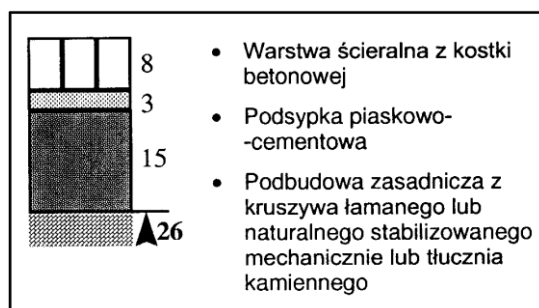 8
3
15
26
• Warstwa ścieralna z kostki
betonowej
• Podsypka piaskowo-
-cementowa
• Podbudowa zasadnicza z
kruszywa łamanego lub
naturalnego stabilizowanego
mechanicznie lub tłucznia
kamiennego